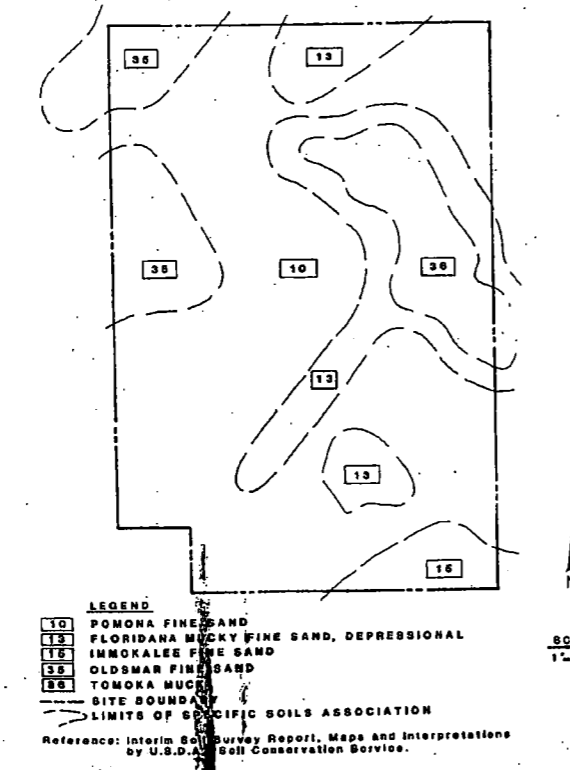 35
13
35
10
36
13
13
15
LEGEND
10 POMONA FINE SAND
13 FLORIDANA MUCKY FINE SAND, DEPRESSIONAL
15 IMMOKALEE FINE SAND
35 OLDSMAR FINE SAND
36 TOMOKA MUCK
SITE BOUNDARY
LIMITS OF SPECIFIC SOILS ASSOCIATION
Reference: Interim Soil Survey Report, Maps and Interpretations
by U.S.D.A. Soil Conservation Service.
SC
1"